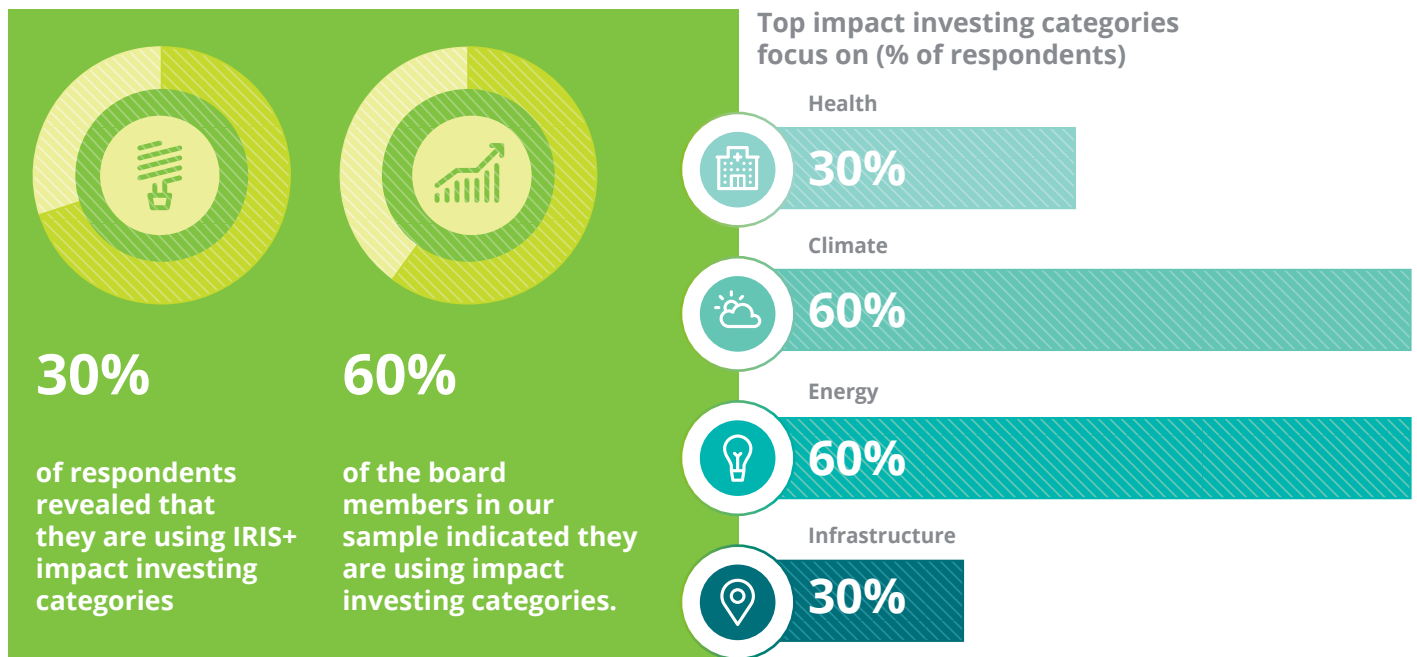 30%
of respondents
revealed that
they are using IRIS+
impact investing
categories
60%
of the board
members in our
sample indicated they
are using impact
investing categories.
Top impact investing categories
focus on (% of respondents)
Health
30%
Climate
60%
Energy
60%
Infrastructure
30%